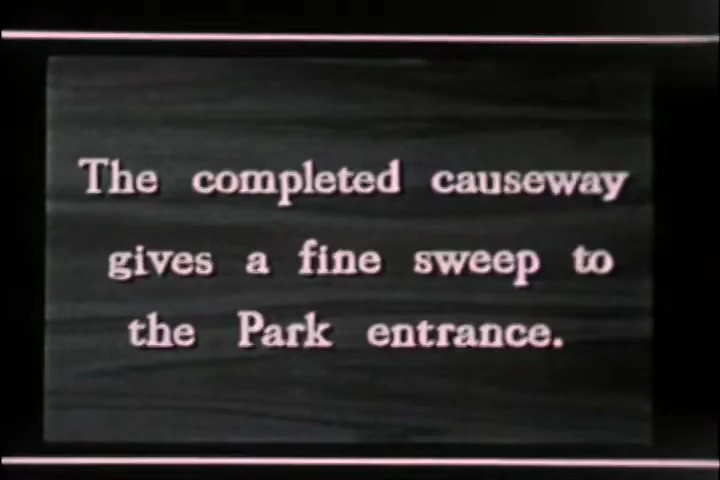 The completed causeway
gives a fine sweep to
the Park entrance.